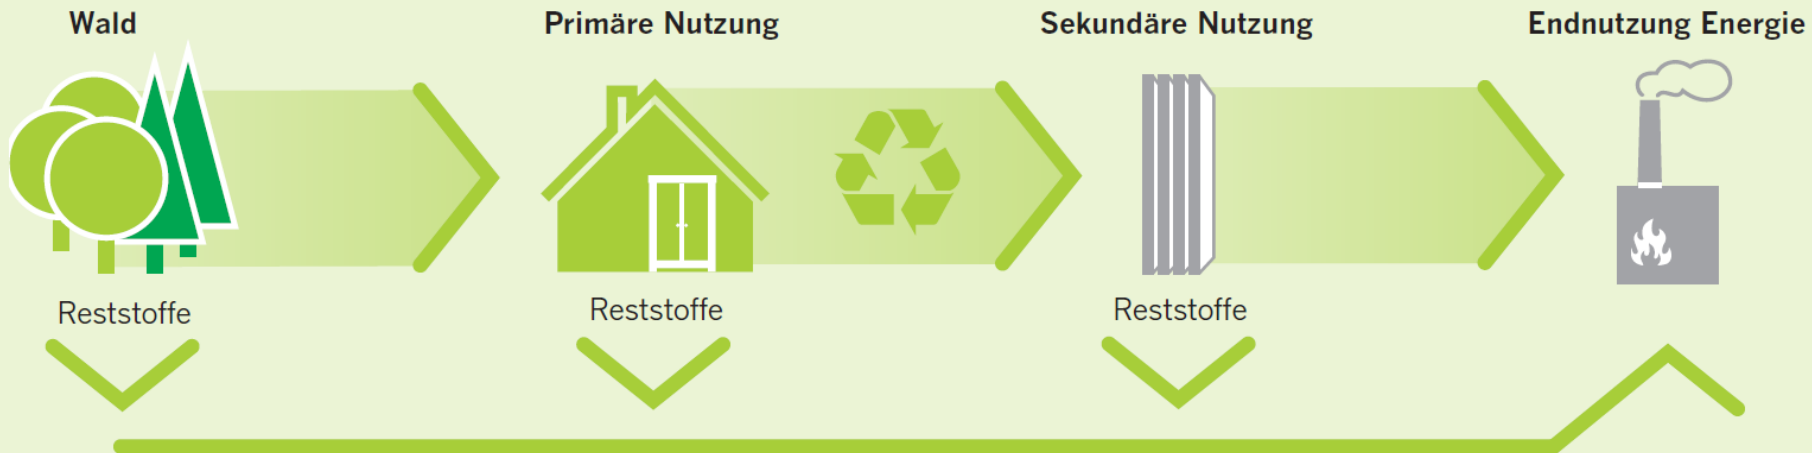 Wald
Primäre Nutzung
Sekundäre Nutzung
Endnutzung Energie
Reststoffe
Reststoffe
Reststoffe